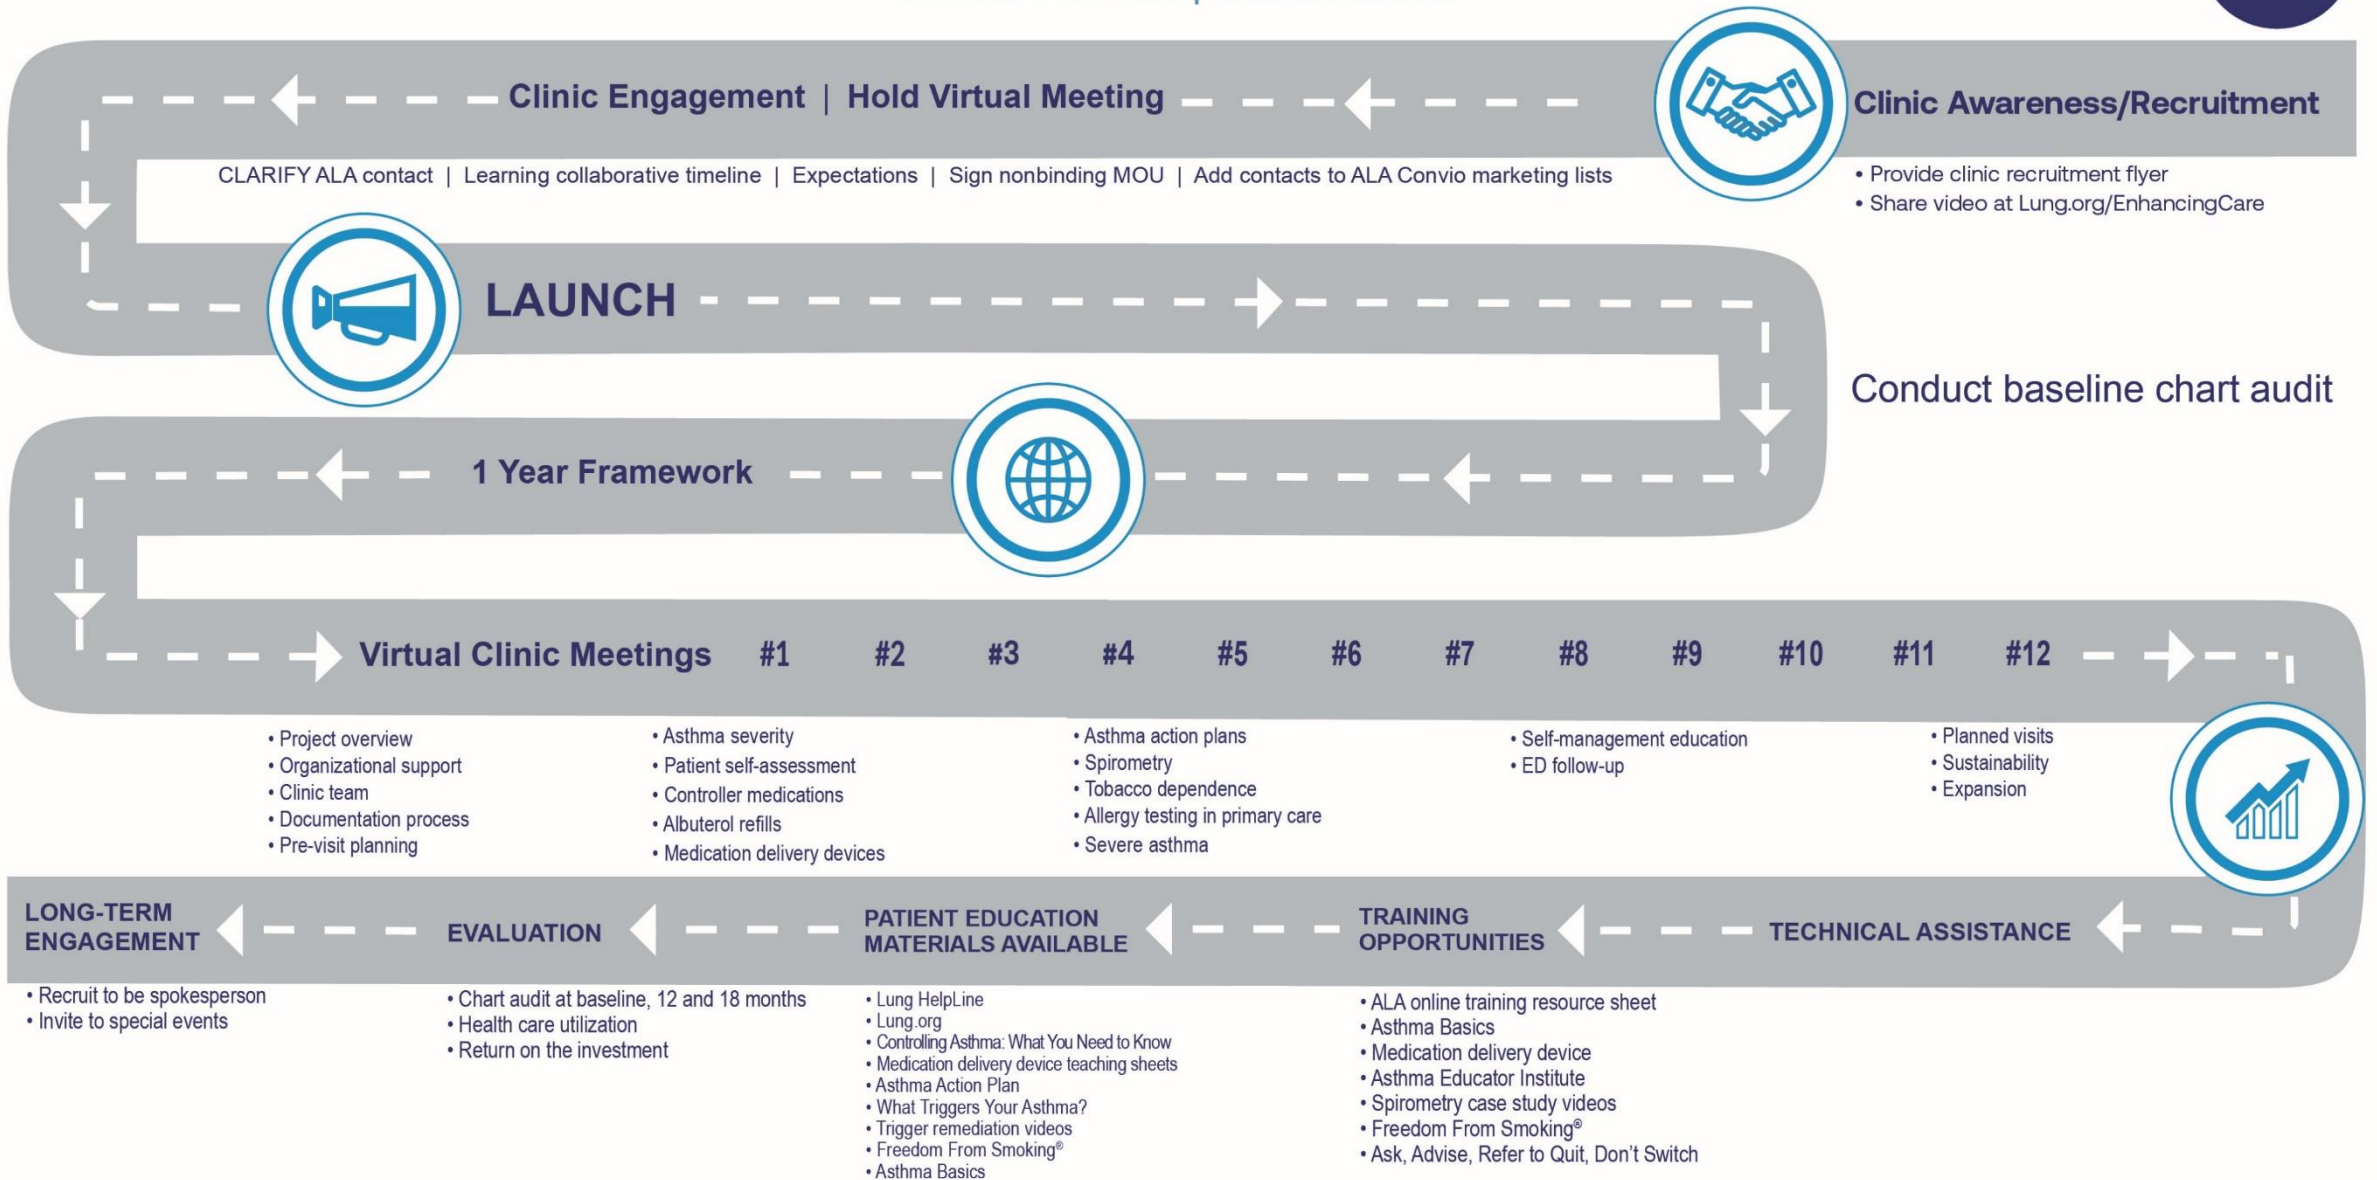 Clinic Awareness/Recruitment
• Provide clinic recruitment flyer
• Share video at Lung.org/EnhancingCare
Clinic Engagement | Hold Virtual Meeting
CLARIFY ALA contact | Learning collaborative timeline | Expectations | Sign nonbinding MOU | Add contacts to ALA Convio marketing lists
LAUNCH
Conduct baseline chart audit
1 Year Framework
Virtual Clinic Meetings #1 #2 #3 #4 #5 #6 #7 #8 #9 #10 #11 #12
• Project overview
• Organizational support
• Clinic team
• Documentation process
• Pre-visit planning
• Asthma severity
• Patient self-assessment
• Controller medications
• Albuterol refills
• Medication delivery devices
• Asthma action plans
• Spirometry
• Tobacco dependence
• Allergy testing in primary care
• Severe asthma
• Self-management education
• ED follow-up
• Planned visits
• Sustainability
• Expansion
TECHNICAL ASSISTANCE
TRAINING
OPPORTUNITIES
• ALA online training resource sheet
• Asthma Basics
• Medication delivery device
• Asthma Educator Institute
• Spirometry case study videos
• Freedom From Smoking®
• Ask, Advise, Refer to Quit, Don't Switch
PATIENT EDUCATION
MATERIALS AVAILABLE
• Lung HelpLine
• Lung.org
• Controlling Asthma: What You Need to Know
• Medication delivery device teaching sheets
• Asthma Action Plan
• What Triggers Your Asthma?
• Trigger remediation videos
• Freedom From Smoking®
• Asthma Basics
EVALUATION
• Chart audit at baseline, 12 and 18 months
• Health care utilization
• Return on the investment
LONG-TERM
ENGAGEMENT
• Recruit to be spokesperson
• Invite to special events